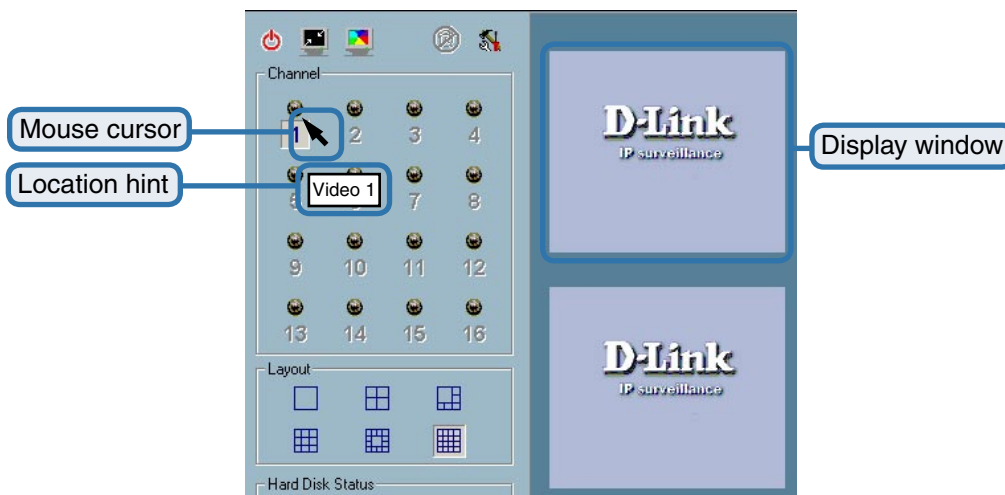 Channel
1 2 3 4
Mouse cursor
Location hint
Video 1
5 7 8
9 10 11 12
13 14 15 16
Layout
Hard Disk Status
D-Link
IP surveillance
Display window
D-Link
IP surveillance